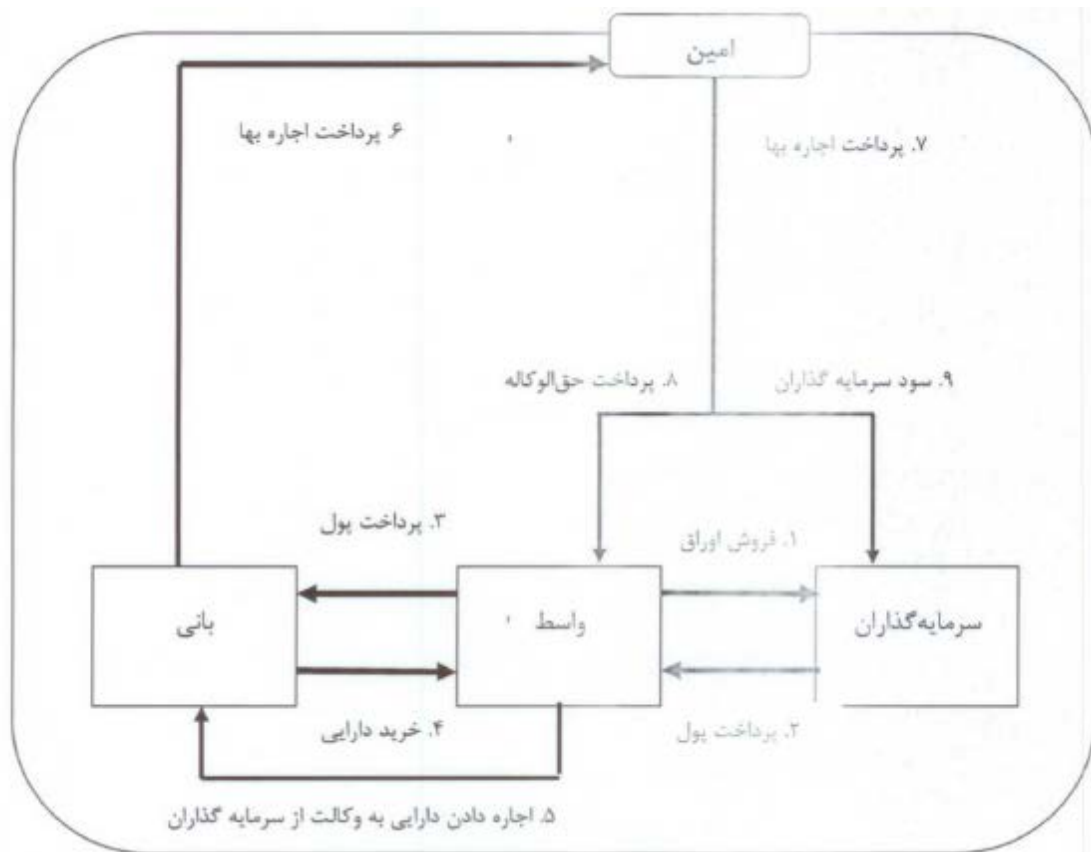 امین
۶. پرداخت اجاره بها
۷. پرداخت اجاره بها
۸. پرداخت حق‌الوکاله
۹. سود سرمایه گذاران
۳. پرداخت پول
۱. فروش اوراق
بانی
واسط
سرمایه‌گذاران
۴. خرید دارایی
۲. پرداخت پول
۵. اجاره دادن دارایی به وکالت از سرمایه گذاران